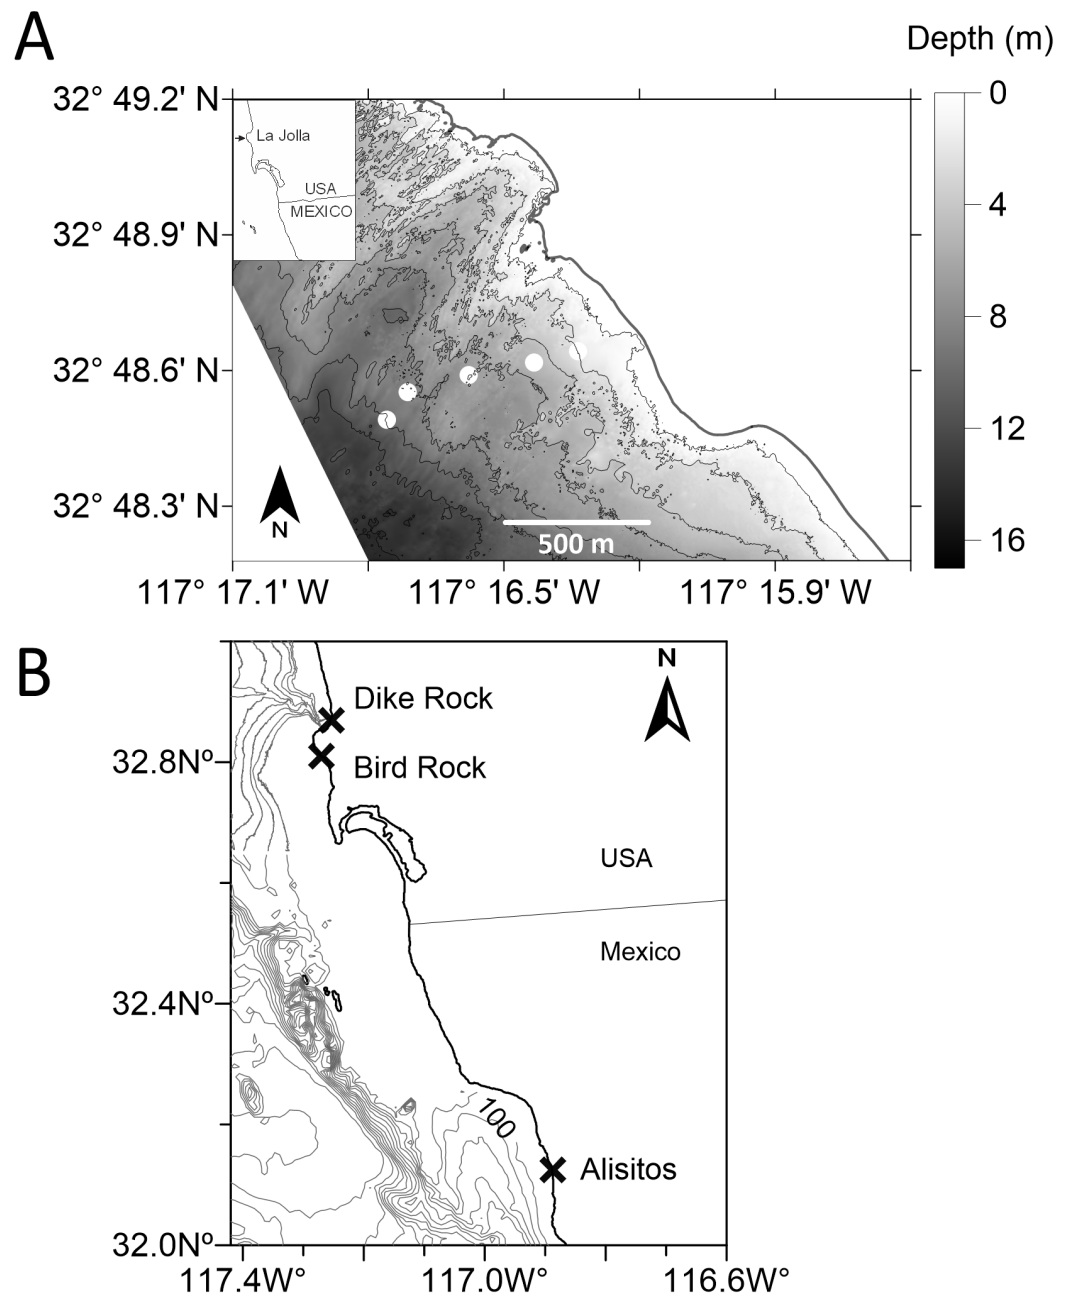 A
Depth (m)
32° 49.2' N
32° 48.9' N
32° 48.6' N
32° 48.3' N
La Jolla
USA
MEXICO
N
500 m
0
4
8
12
16
117° 17.1' W
117° 16.5' W
117° 15.9' W
B
N
Dike Rock
Bird Rock
32.8Nº
USA
Mexico
32.4Nº
100
Alisitos
32.0Nº
117.4W°
117.0W°
116.6W°